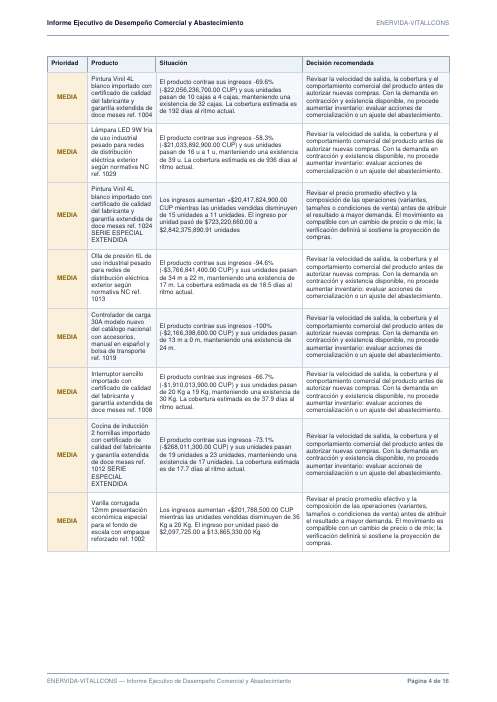 Informe Ejecutivo de Desempeño Comercial y Abastecimiento
ENERVIDA-VITALLCONS
Prioridad Producto Situación Decisión recomendada
MEDIA
Pintura Vinil 4L
blanco importado con
certificado de calidad
del fabricante y
garantía extendida de
doce meses ref. 1004
El producto contrae sus ingresos -69.6%
(-$22,056,236,700.00 CUP) y sus unidades
pasan de 10 cajas a 4 cajas, manteniendo una
existencia de 32 cajas. La cobertura estimada es
de 192 días al ritmo actual.
Revisar la velocidad de salida, la cobertura y el
comportamiento comercial del producto antes de
autorizar nuevas compras. Con la demanda en
contracción y existencia disponible, no procede
aumentar inventario: evaluar acciones de
comercialización o un ajuste del abastecimiento.
MEDIA
Lámpara LED 9W fría
de uso industrial
pesado para redes
de distribución
eléctrica exterior
según normativa NC
ref. 1029
El producto contrae sus ingresos -58.3%
(-$21,033,892,900.00 CUP) y sus unidades
pasan de 16 u a 1 u, manteniendo una existencia
de 39 u. La cobertura estimada es de 936 días al
ritmo actual.
Revisar la velocidad de salida, la cobertura y el
comportamiento comercial del producto antes de
autorizar nuevas compras. Con la demanda en
contracción y existencia disponible, no procede
aumentar inventario: evaluar acciones de
comercialización o un ajuste del abastecimiento.
MEDIA
Pintura Vinil 4L
blanco importado con
certificado de calidad
del fabricante y
garantía extendida de
doce meses ref. 1024
SERIE ESPECIAL
EXTENDIDA
Los ingresos aumentan +$20,417,824,900.00
CUP mientras las unidades vendidas disminuyen
de 15 unidades a 11 unidades. El ingreso por
unidad pasó de $723,220,660.00 a
$2,842,375,890.91 unidades
Revisar el precio promedio efectivo y la
composición de las operaciones (variantes,
tamaños o condiciones de venta) antes de atribuir
el resultado a mayor demanda. El movimiento es
compatible con un cambio de precio o de mix; la
verificación definirá si sostiene la proyección de
compras.
MEDIA
Olla de presión 6L de
uso industrial pesado
para redes de
distribución eléctrica
exterior según
normativa NC ref.
1013
El producto contrae sus ingresos -94.6%
(-$3,766,841,400.00 CUP) y sus unidades pasan
de 54 m a 22 m, manteniendo una existencia de
17 m. La cobertura estimada es de 18.5 días al
ritmo actual.
Revisar la velocidad de salida, la cobertura y el
comportamiento comercial del producto antes de
autorizar nuevas compras. Con la demanda en
contracción y existencia disponible, no procede
aumentar inventario: evaluar acciones de
comercialización o un ajuste del abastecimiento.
MEDIA
Controlador de carga
30A modelo nuevo
del catálogo nacional
con accesorios,
manual en español y
bolsa de transporte
ref. 1019
El producto contrae sus ingresos -100%
(-$2,166,398,600.00 CUP) y sus unidades pasan
de 13 m a 0 m, manteniendo una existencia de
24 m.
Revisar la velocidad de salida, la cobertura y el
comportamiento comercial del producto antes de
autorizar nuevas compras. Con la demanda en
contracción y existencia disponible, no procede
aumentar inventario: evaluar acciones de
comercialización o un ajuste del abastecimiento.
MEDIA
Interruptor sencillo
importado con
certificado de calidad
del fabricante y
garantía extendida de
doce meses ref. 1008
El producto contrae sus ingresos -66.7%
(-$1,910,013,900.00 CUP) y sus unidades pasan
de 20 Kg a 19 Kg, manteniendo una existencia de
30 Kg. La cobertura estimada es de 37.9 días al
ritmo actual.
Revisar la velocidad de salida, la cobertura y el
comportamiento comercial del producto antes de
autorizar nuevas compras. Con la demanda en
contracción y existencia disponible, no procede
aumentar inventario: evaluar acciones de
comercialización o un ajuste del abastecimiento.
MEDIA
Cocina de inducción
2 hornillas importado
con certificado de
calidad del fabricante
y garantía extendida
de doce meses ref.
1012 SERIE
ESPECIAL
EXTENDIDA
El producto contrae sus ingresos -73.1%
(-$268,011,300.00 CUP) y sus unidades pasan
de 19 unidades a 23 unidades, manteniendo una
existencia de 17 unidades. La cobertura estimada
es de 17.7 días al ritmo actual.
Revisar la velocidad de salida, la cobertura y el
comportamiento comercial del producto antes de
autorizar nuevas compras. Con la demanda en
contracción y existencia disponible, no procede
aumentar inventario: evaluar acciones de
comercialización o un ajuste del abastecimiento.
MEDIA
Varilla corrugada
12mm presentación
económica especial
para el fondo de
escala con empaque
reforzado ref. 1002
Los ingresos aumentan +$201,788,500.00 CUP
mientras las unidades vendidas disminuyen de 36
Kg a 20 Kg. El ingreso por unidad pasó de
$2,097,725.00 a $13,865,330.00 Kg
Revisar el precio promedio efectivo y la
composición de las operaciones (variantes,
tamaños o condiciones de venta) antes de atribuir
el resultado a mayor demanda. El movimiento es
compatible con un cambio de precio o de mix; la
verificación definirá si sostiene la proyección de
compras.
ENERVIDA-VITALLCONS — Informe Ejecutivo de Desempeño Comercial y Abastecimiento
Página 4 de 16